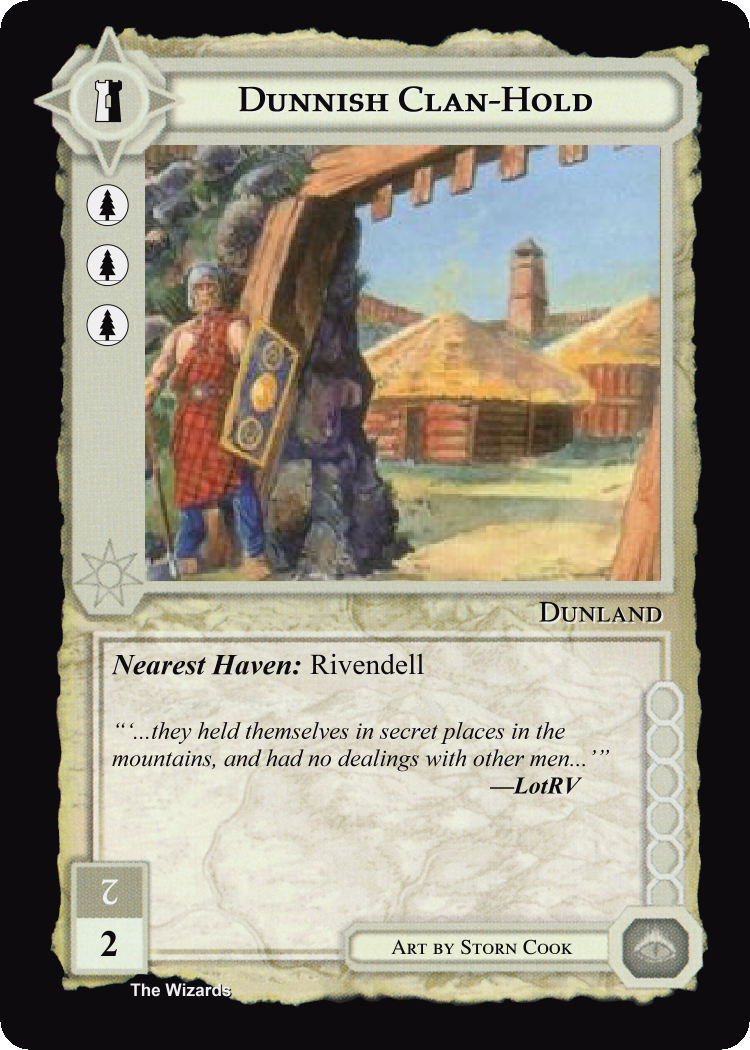 Dunnish Clan-Hold
Dunland
Nearest Haven: Rivendell
“‘...they held themselves in secret places in the
mountains, and had no dealings with other men...’”
—LotRV
2
2
Art by Storn Cook
The Wizards